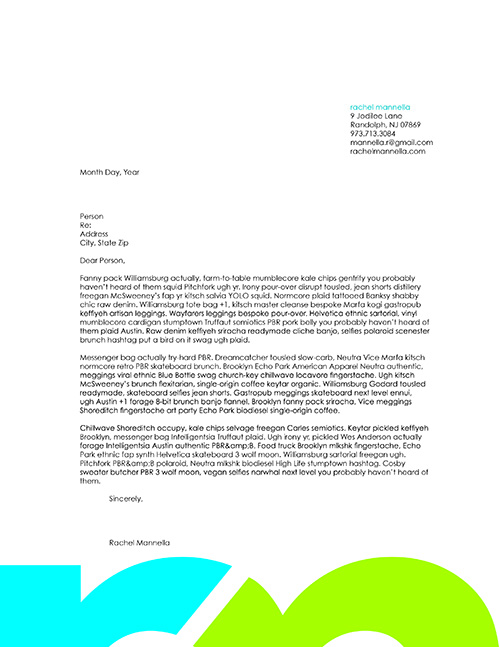 rachel mannella
9 Jodilee Lane
Randolph, NJ 07869
973.713.3084
mannella.r@gmail.com
rachelmannella.com
Month Day, Year
Person
Re:
Address
City, State Zip
Dear Person,
Fanny pack Williamsburg actually, farm-to-table mumblecore kale chips gentrify you probably
haven't heard of them squid Pitchfork ugh yr. Irony pour-over disrupt tousled, jean shorts distillery
freegan McSweeney's fap yr kitsch salvia YOLO squid. Normcore plaid tattooed Banksy shabby
chic raw denim. Williamsburg tote bag +1, kitsch master cleanse bespoke Marfa kogi gastropub
keffiyeh artisan leggings. Wayfarers leggings bespoke pour-over. Helvetica ethnic sartorial, vinyl
mumblecore cardigan stumptown Truffaut semiotics PBR pork belly you probably haven't heard of
them plaid Austin. Raw denim keffiyeh sriracha readymade cliche banjo, selfies polaroid scenester
brunch hashtag put a bird on it swag ugh plaid.
Messenger bag actually try-hard PBR. Dreamcatcher tousled slow-carb, Neutra Vice Marfa kitsch
normcore retro PBR skateboard brunch. Brooklyn Echo Park American Apparel Neutra authentic,
meggings viral ethnic Blue Bottle swag church-key chillwave locavore fingerstache. Ugh kitsch
McSweeney's brunch flexitarian, single-origin coffee keytar organic. Williamsburg Godard tousled
readymade, skateboard selfies jean shorts. Gastropub meggings skateboard next level ennui,
ugh Austin +1 forage 8-bit brunch banjo flannel. Brooklyn fanny pack sriracha, Vice meggings
Shoreditch fingerstache art party Echo Park biodiesel single-origin coffee.
Chillwave Shoreditch occupy, kale chips selvage freegan Carles semiotics. Keytar pickled keffiyeh
Brooklyn, messenger bag Intelligentsia Truffaut plaid. Ugh irony yr, pickled Wes Anderson actually
forage Intelligentsia Austin authentic PBR&amp;B. Food truck Brooklyn mlkshk fingerstache, Echo
Park ethnic fap synth Helvetica skateboard 3 wolf moon. Williamsburg sartorial freegan ugh.
Pitchfork PBR&amp;B polaroid, Neutra mlkshk biodiesel High Life stumptown hashtag. Cosby
sweater butcher PBR 3 wolf moon, vegan selfies narwhal next level you probably haven't heard of
them.
Sincerely,
Rachel Mannella